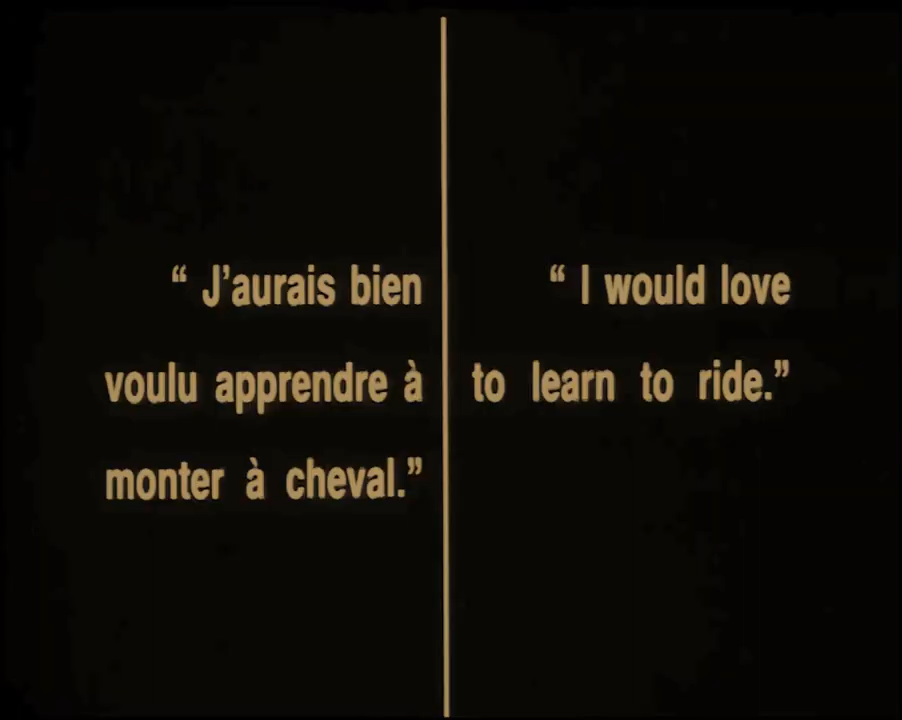 “ J’aurais bien
voulu apprendre à
monter à cheval.”
“ I would love
to learn to ride.”